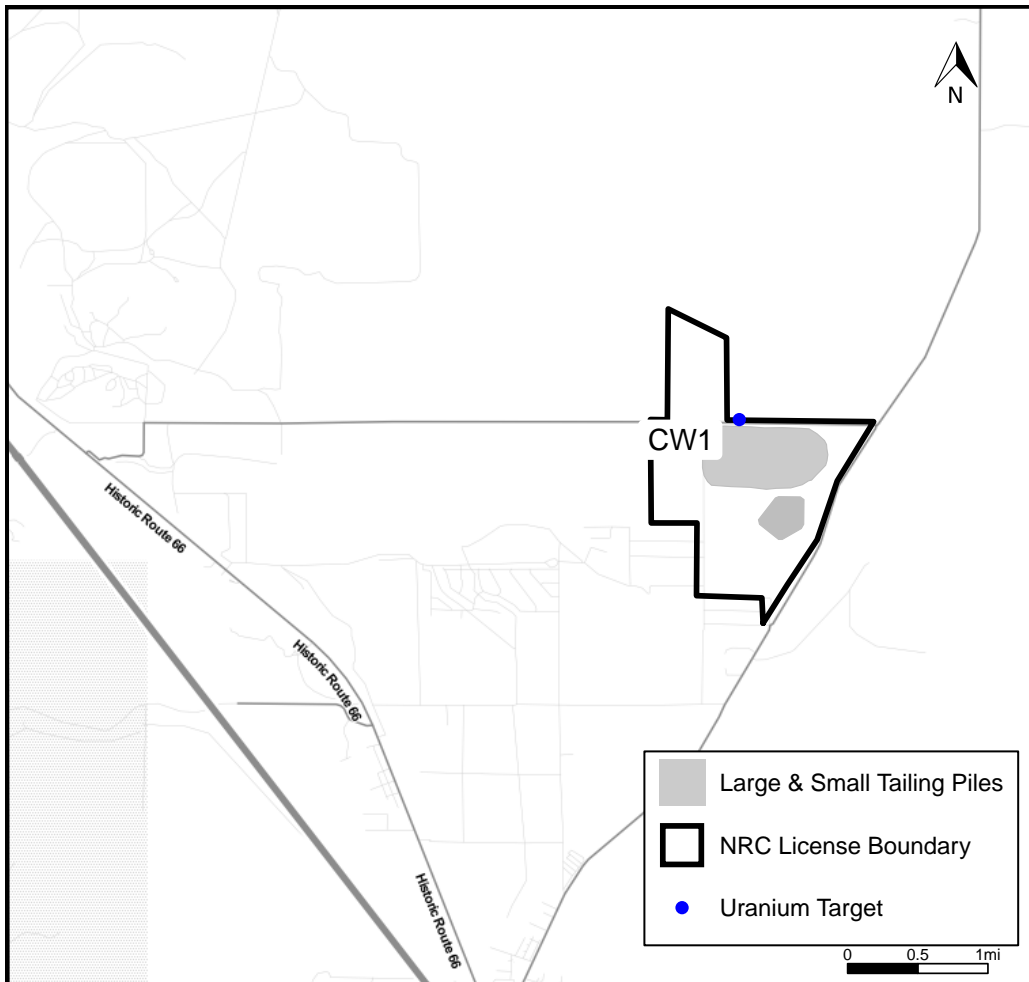 N
CW1
Historic Route 66
Historic Route 66
Historic Route 66
Large & Small Tailing Piles
NRC License Boundary
Uranium Target
0 0.5 1mi